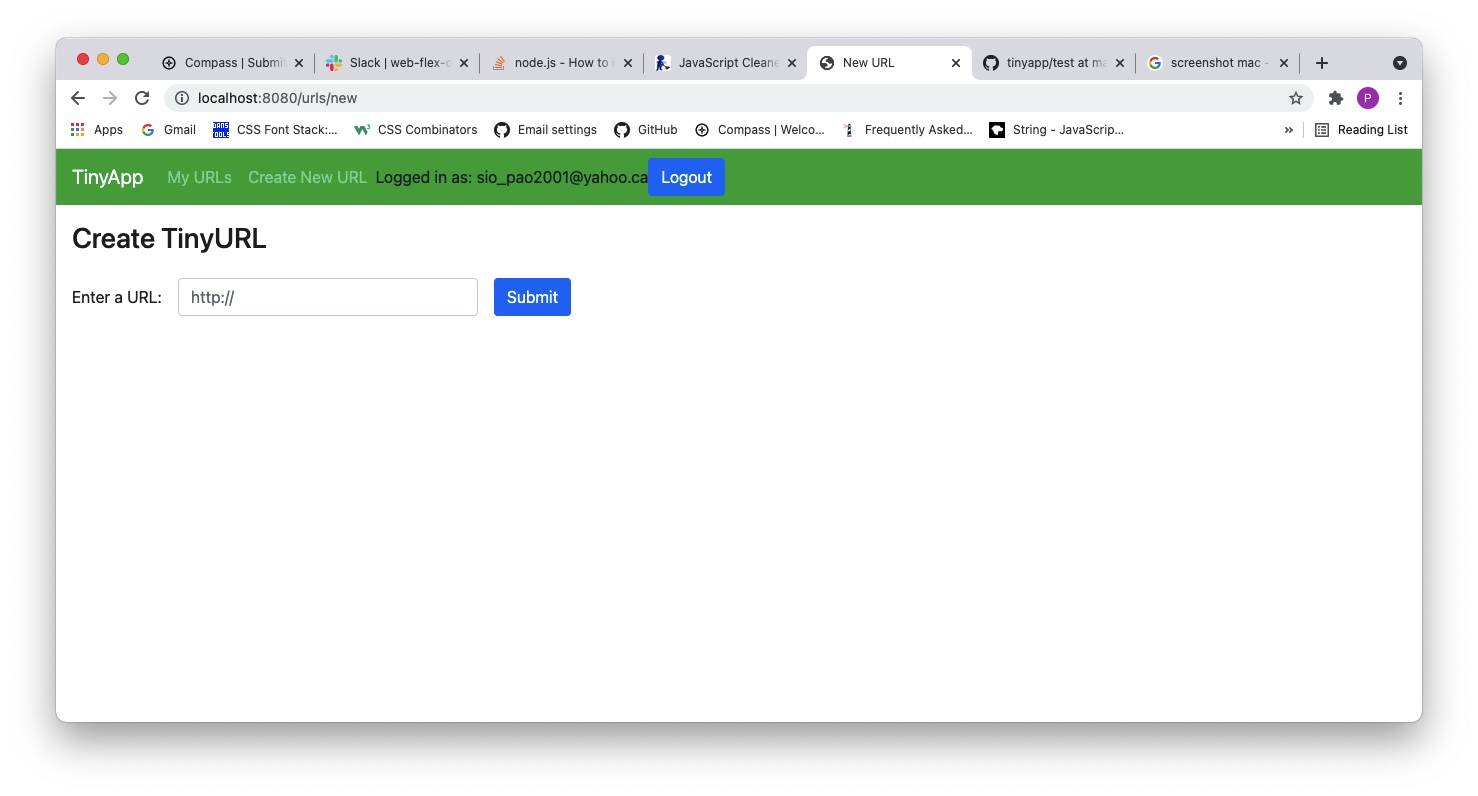 Compass | Submi Slack | web-flex-c node.js - How to i JavaScript Cleane New URL tinyapp/test at ma screenshot mac -
localhost:8080/urls/new P
Apps Gmail CSS Font Stack:... CSS Combinators Email settings GitHub Compass | Welco... Frequently Asked... String - JavaScrip... » Reading List
TinyApp My URLs Create New URL Logged in as: sio_pao2001@yahoo.ca Logout
Create TinyURL
Enter a URL: http:// Submit